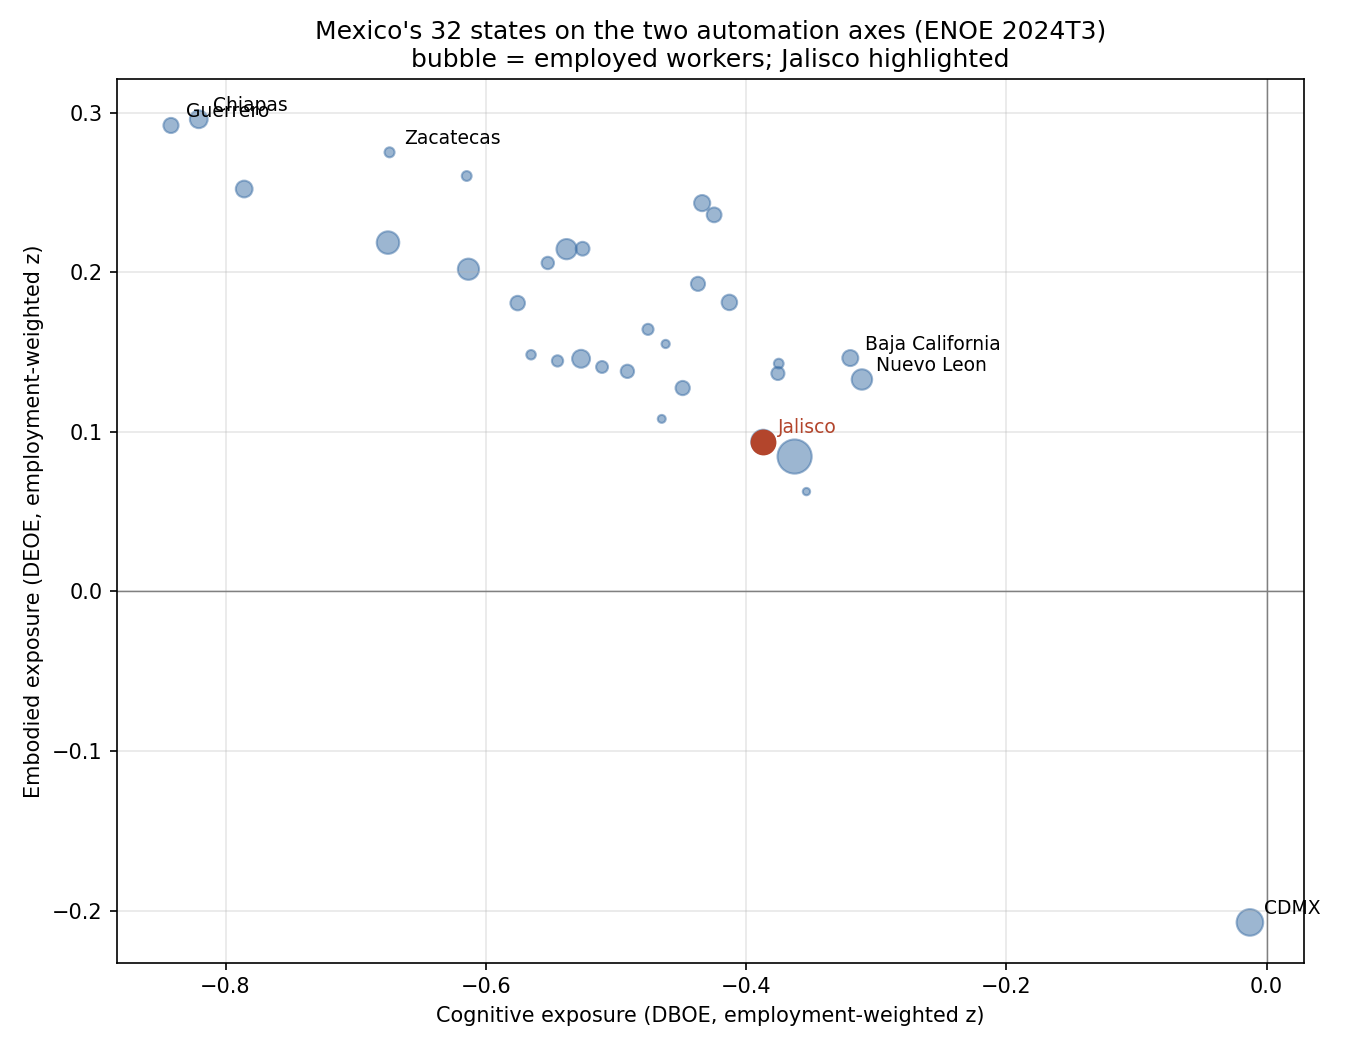 Mexico's 32 states on the two automation axes (ENOE 2024T3)
bubble = employed workers; Jalisco highlighted
Embodied exposure (DEOE, employment-weighted z)
0.3
0.2
0.1
0.0
−0.1
−0.2
Chiapas
Guerrero
Zacatecas
Baja California
Nuevo Leon
Jalisco
CDMX
−0.8
−0.6
−0.4
−0.2
0.0
Cognitive exposure (DBOE, employment-weighted z)